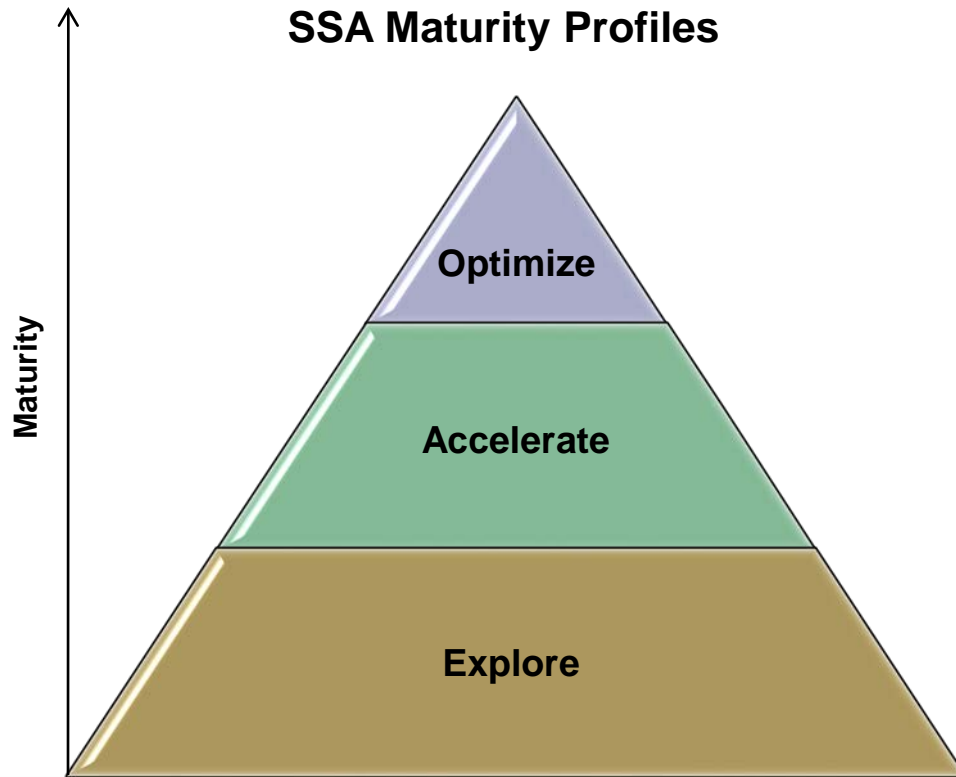 SSA Maturity Profiles
Optimize
Maturity
Accelerate
Explore